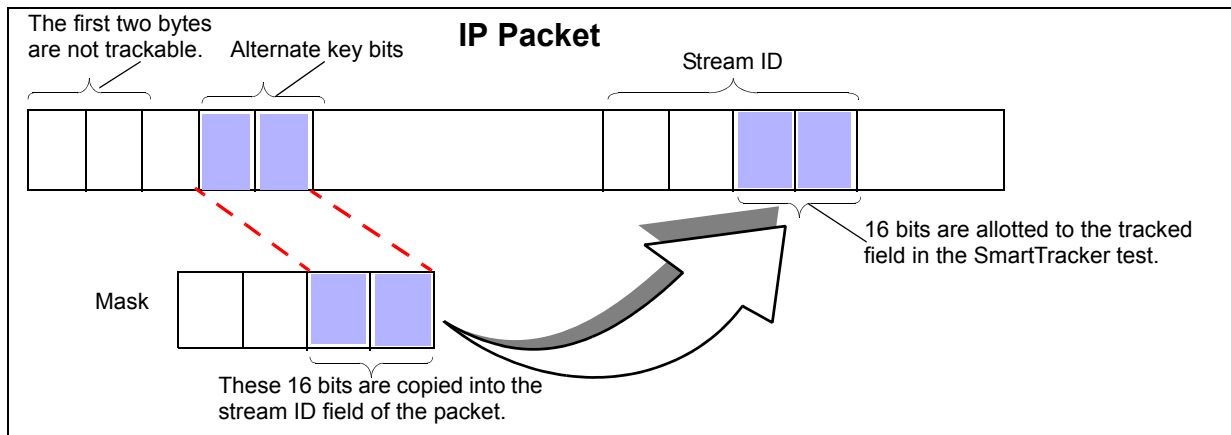 The first two bytes
are not trackable.
Alternate key bits
IP Packet
Stream ID
16 bits are allotted to the tracked
field in the SmartTracker test.
Mask
These 16 bits are copied into the
stream ID field of the packet.